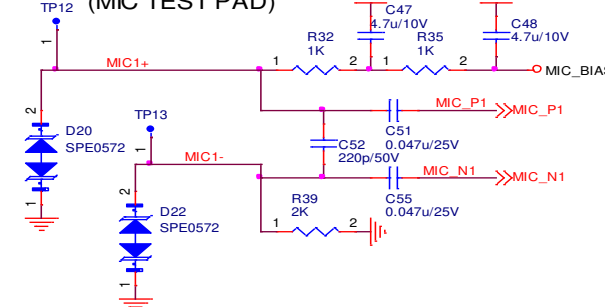 (MIC TEST PAD)
TP12
C47
4.7u/10V
C48
4.7u/10V
R32
1K
R35
1K
1
MIC1+
1
2
1
2
MIC_BIAS
2
D20
SPE0572
1
TP13
1
MIC1-
C52
220p/50V
C51
0.047u/25V
MIC_P1
MIC_P1
MIC_N1
MIC_N1
C55
0.047u/25V
2
D22
SPE0572
1
R39
2K
1
2